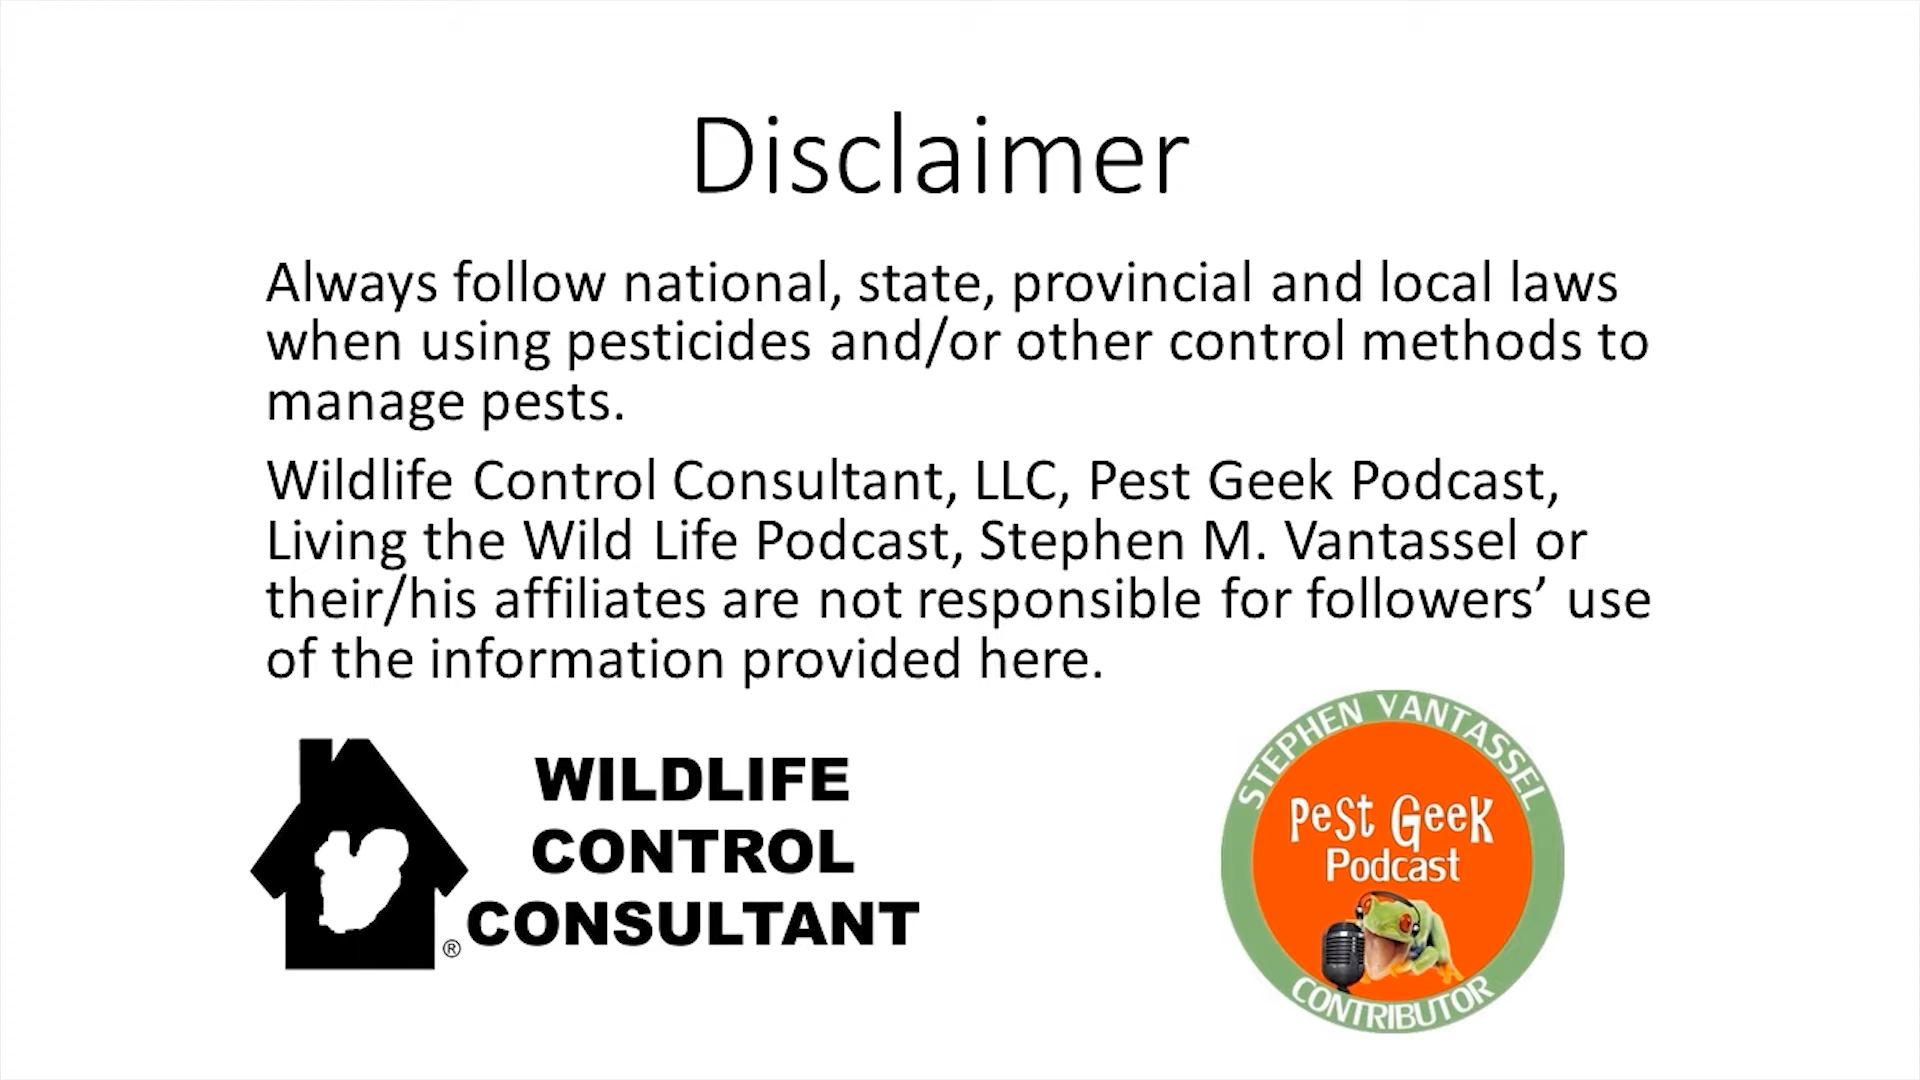 Disclaimer
Always follow national, state, provincial and local laws
when using pesticides and/or other control methods to
manage pests.
Wildlife Control Consultant, LLC, Pest Geek Podcast,
Living the Wild Life Podcast, Stephen M. Vantassel or
their/his affiliates are not responsible for followers’ use
of the information provided here.
WILDLIFE
CONTROL
CONSULTANT
®
STEPHEN VANTASSEL
PeSt GeeK
Podcast
CONTRIBUTOR